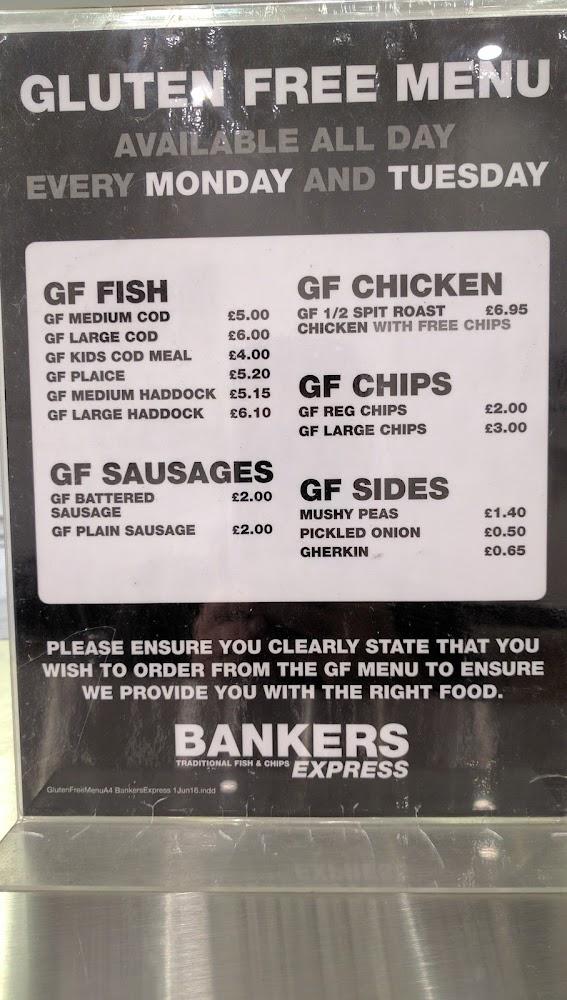 GLUTEN FREE MENU
AVAILABLE ALL DAY
EVERY MONDAY AND TUESDAY
GF FISH
GF MEDIUM COD £5.00
GF LARGE COD £6.00
GF KIDS COD MEAL £4.00
GF PLAICE £5.20
GF MEDIUM HADDOCK £5.15
GF LARGE HADDOCK £6.10
GF SAUSAGES
GF BATTERED £2.00
SAUSAGE
GF PLAIN SAUSAGE £2.00
GF CHICKEN
GF 1/2 SPIT ROAST £6.95
CHICKEN WITH FREE CHIPS
GF CHIPS
GF REG CHIPS £2.00
GF LARGE CHIPS £3.00
GF SIDES
MUSHY PEAS £1.40
PICKLED ONION £0.50
GHERKIN £0.65
PLEASE ENSURE YOU CLEARLY STATE THAT YOU
WISH TO ORDER FROM THE GF MENU TO ENSURE
WE PROVIDE YOU WITH THE RIGHT FOOD.
BANKERS
TRADITIONAL FISH & CHIPS EXPRESS
GlutenFreeMenuA4 BankersExpress 1Jun16.indd